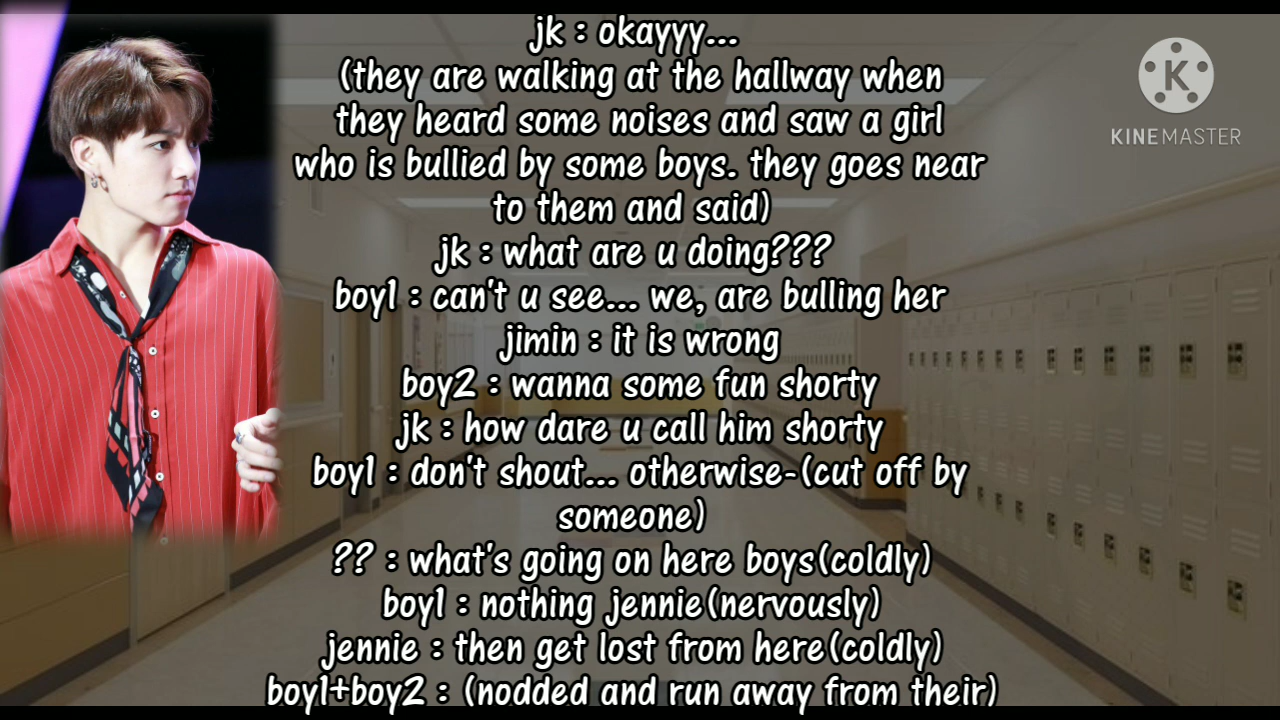 jk : okayyy...
(they are walking at the hallway when
they heard some noises and saw a girl
who is bullied by some boys. they goes near
to them and said)
jk : what are u doing???
boy1 : can't u see... we, are bulling her
jimin : it is wrong
boy2 : wanna some fun shorty
jk : how dare u call him shorty
boy1 : don't shout... otherwise-(cut off by
someone)
?? : what's going on here boys(coldly)
boy1 : nothing jennie(nervously)
jennie : then get lost from here(coldly)
boy1+boy2 : (nodded and run away from their)
K
KINEMASTER